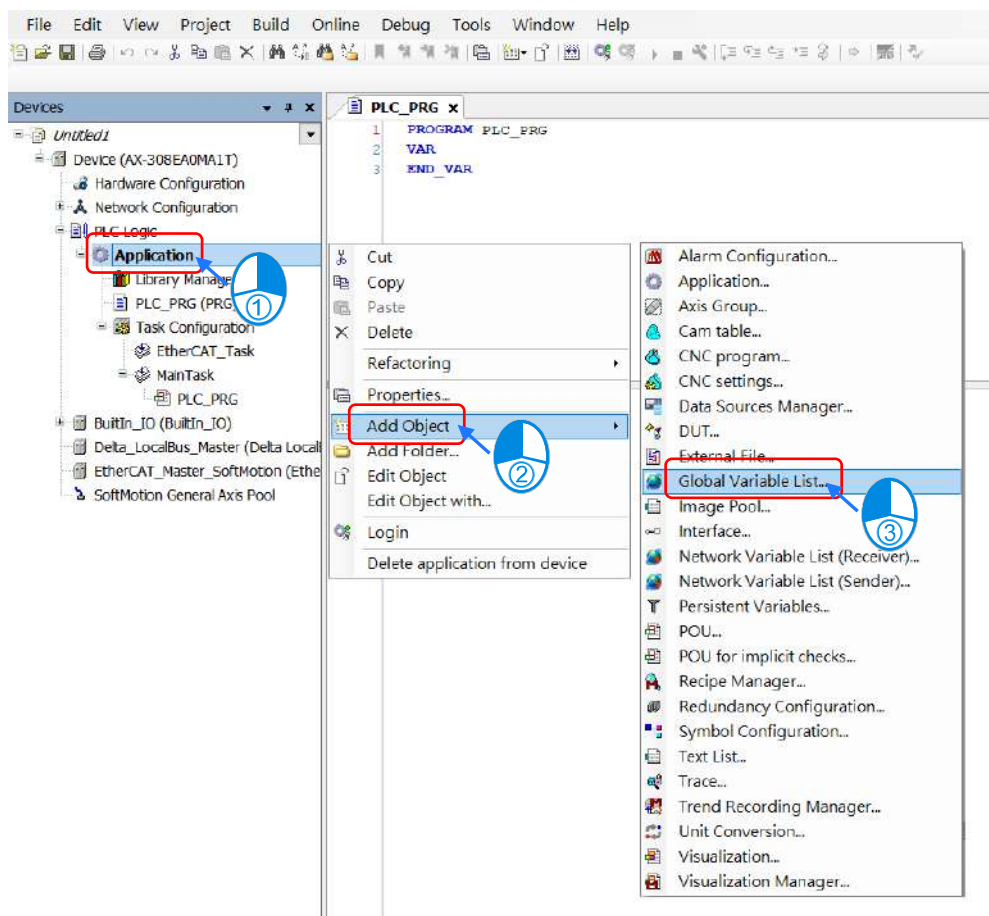 File Edit View Project Build Online Debug Tools Window Help
Devices
Untitled1
Device (AX-308EA0MA1T)
Hardware Configuration
Network Configuration
PLC Logic
Application
Library Manage
PLC_PRG (PRG)
Task Configuration
EtherCAT_Task
MainTask
PLC_PRG
BuiltIn_IO (BuiltIn_IO)
Delta_LocalBus_Master (Delta Local
EtherCAT_Master_SoftMotion (Ethe
SoftMotion General Axis Pool
①
PLC_PRG x
1 PROGRAM PLC_PRG
2 VAR
3 END_VAR
Cut
Copy
Paste
Delete
Refactoring
Properties...
Add Object
Add Folder...
Edit Object
Edit Object with...
Login
Delete application from device
②
Alarm Configuration...
Application...
Axis Group...
Cam table...
CNC program...
CNC settings...
Data Sources Manager...
DUT...
External File...
Global Variable List...
Image Pool...
Interface...
Network Variable List (Receiver)...
Network Variable List (Sender)...
Persistent Variables...
POU...
POU for implicit checks...
Recipe Manager...
Redundancy Configuration...
Symbol Configuration...
Text List...
Trace...
Trend Recording Manager...
Unit Conversion...
Visualization...
Visualization Manager...
③